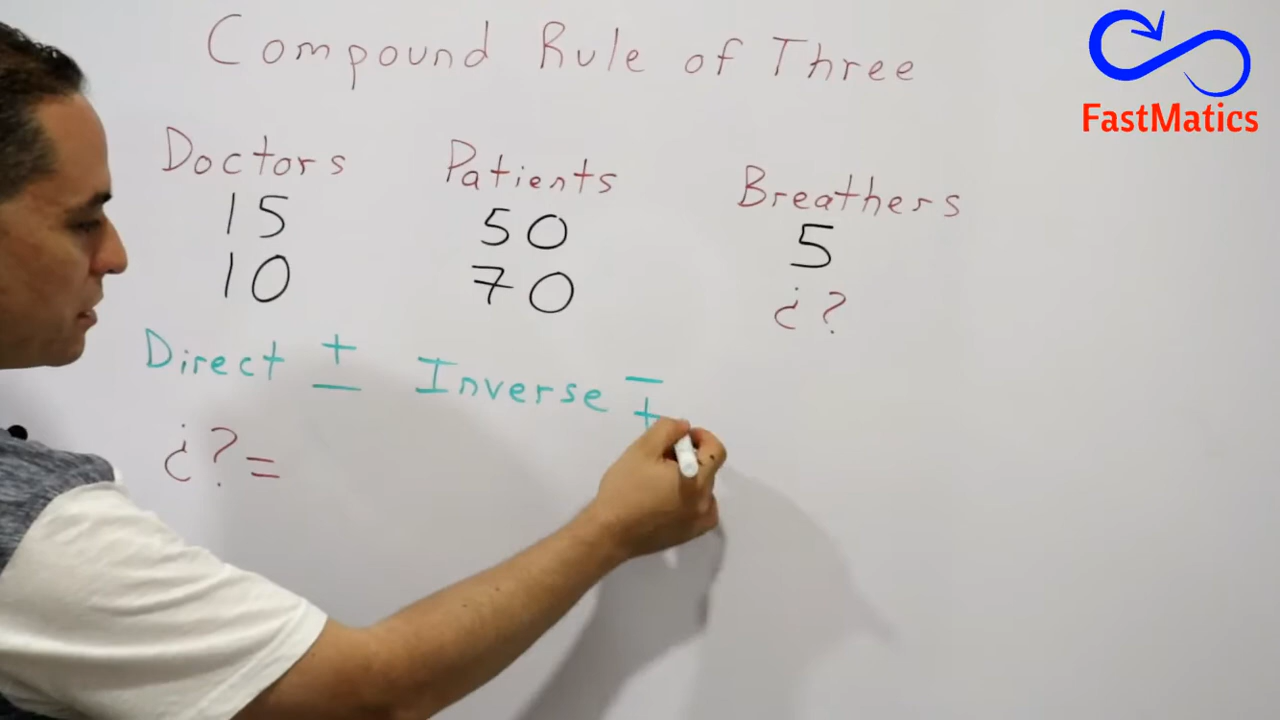 Compound Rule of Three
FastMatics
Doctors Patients Breathers
15 50 5
10 70 ¿?
Direct + − Inverse − +
¿? =